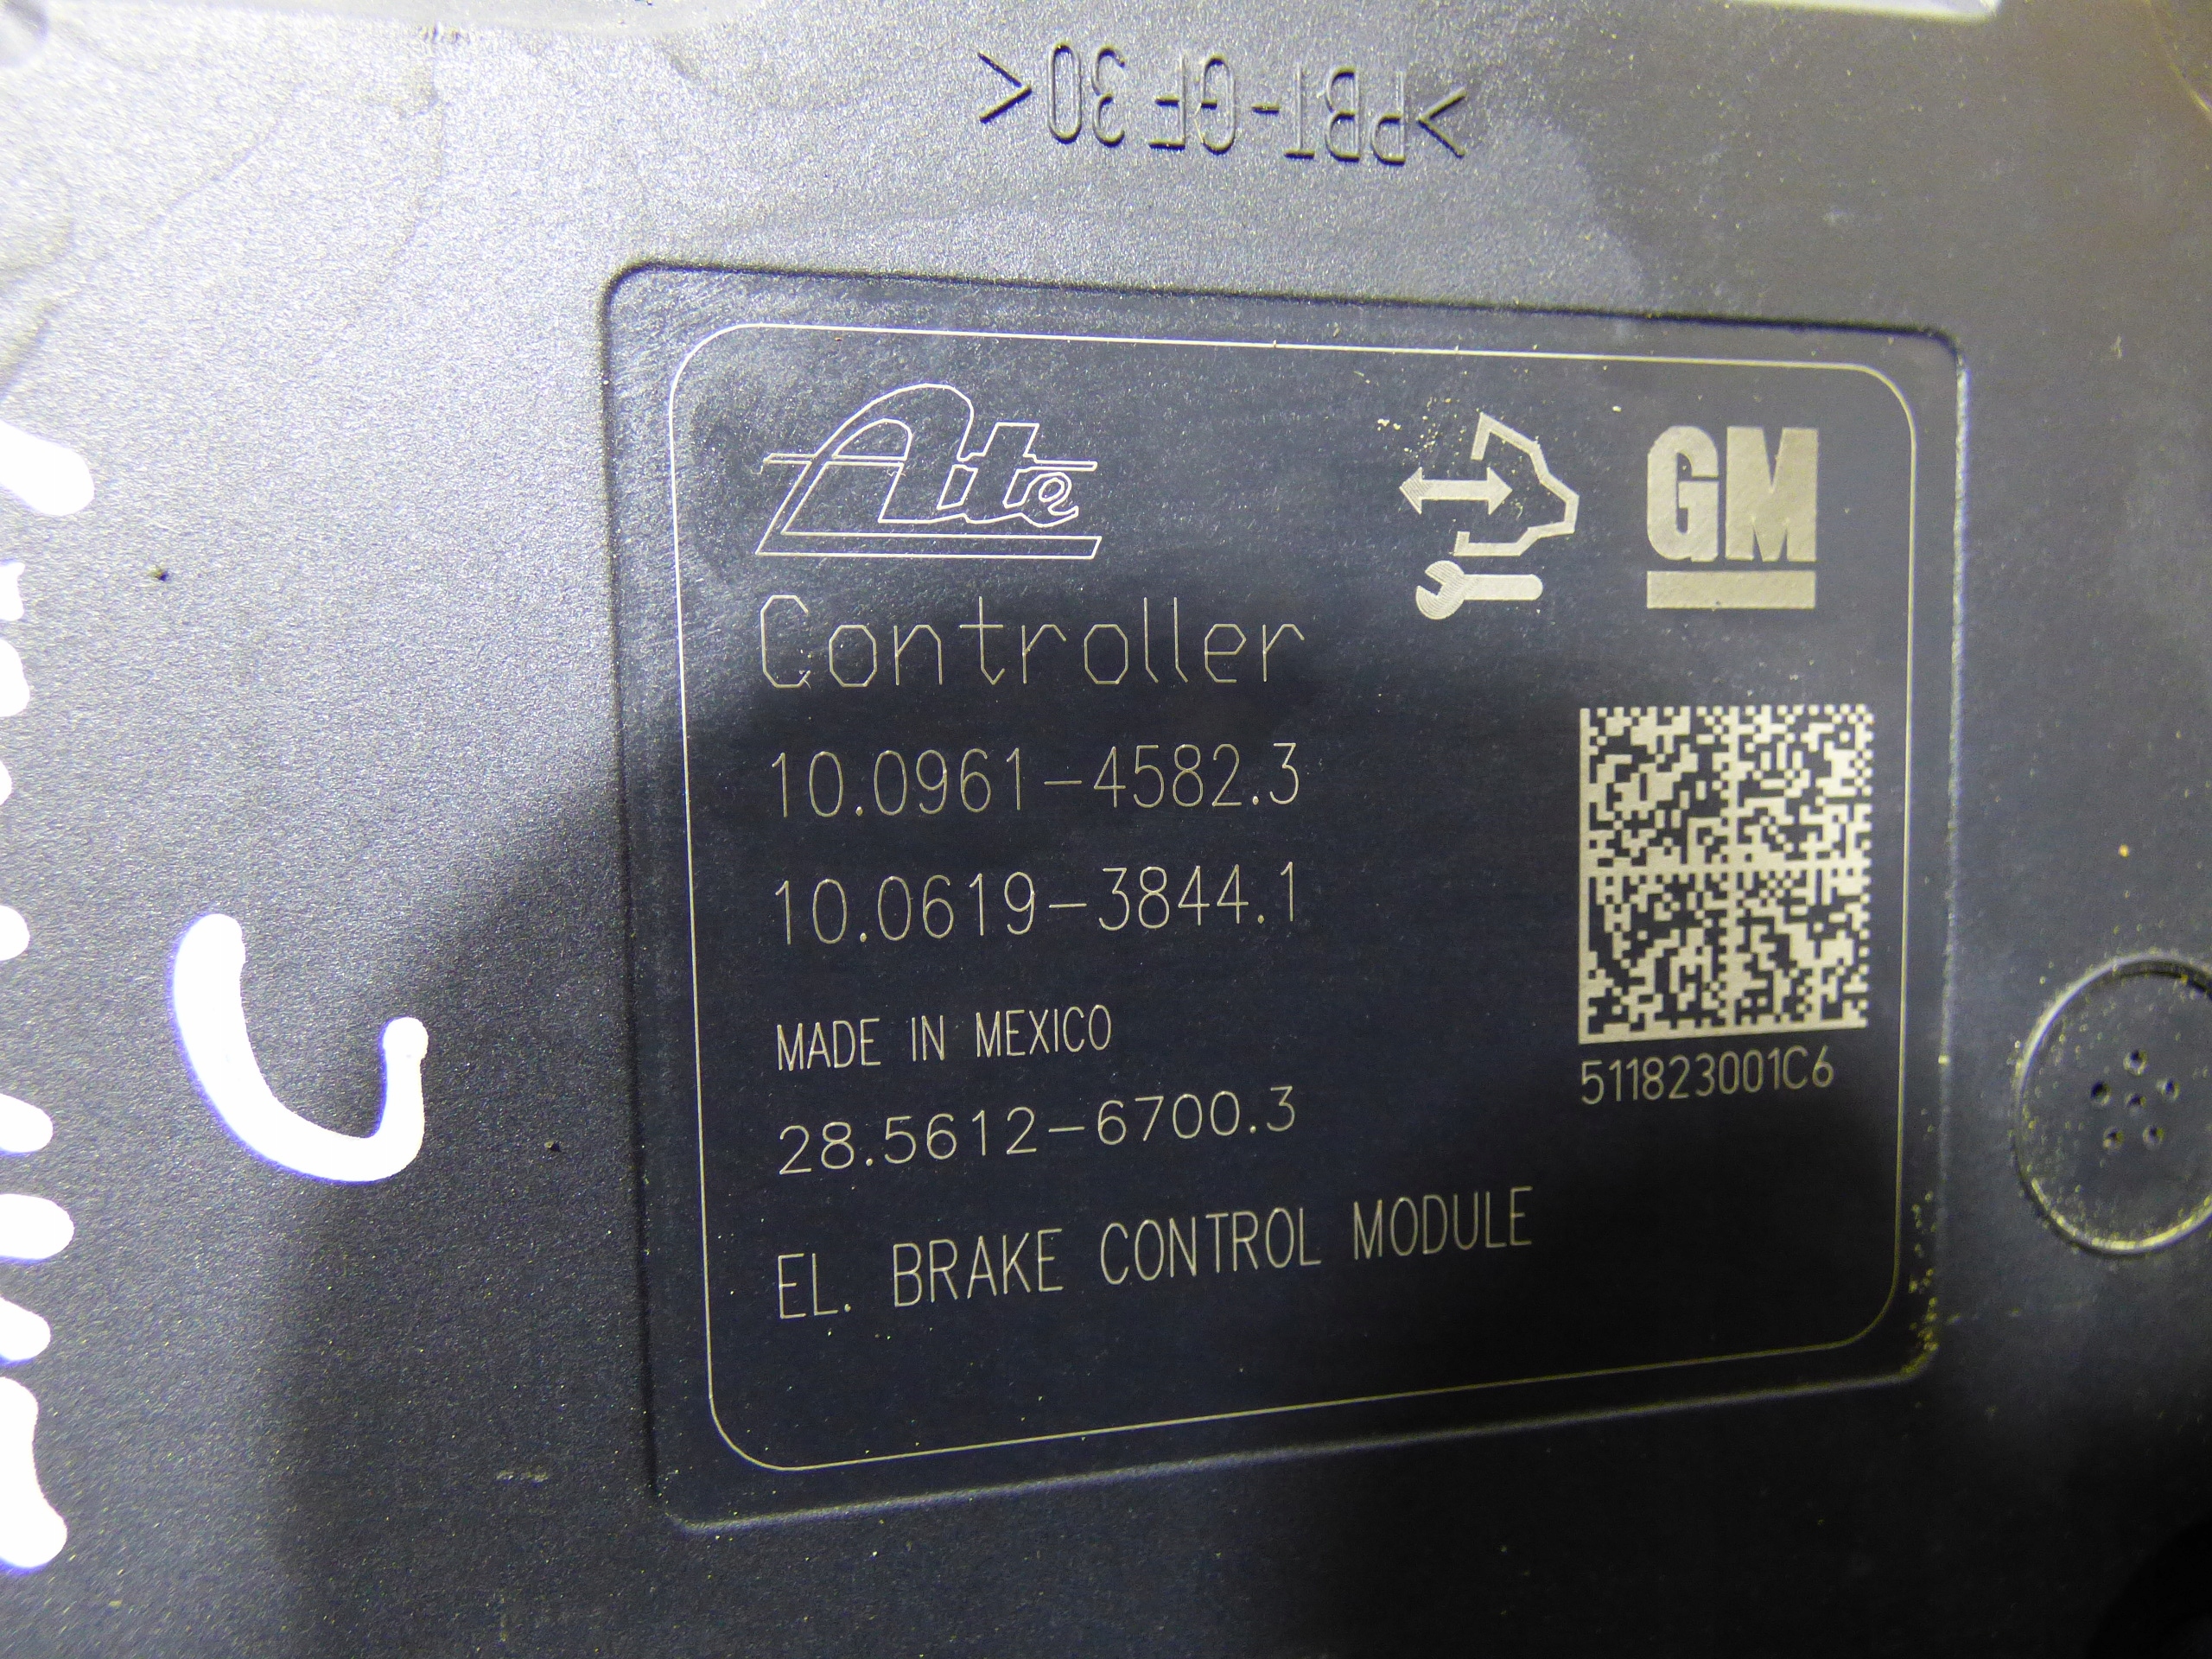 >PBT-GF30<
Ate
GM
Controller
10.0961-4582.3
10.0619-3844.1
MADE IN MEXICO
511823001C6
28.5612-6700.3
EL. BRAKE CONTROL MODULE